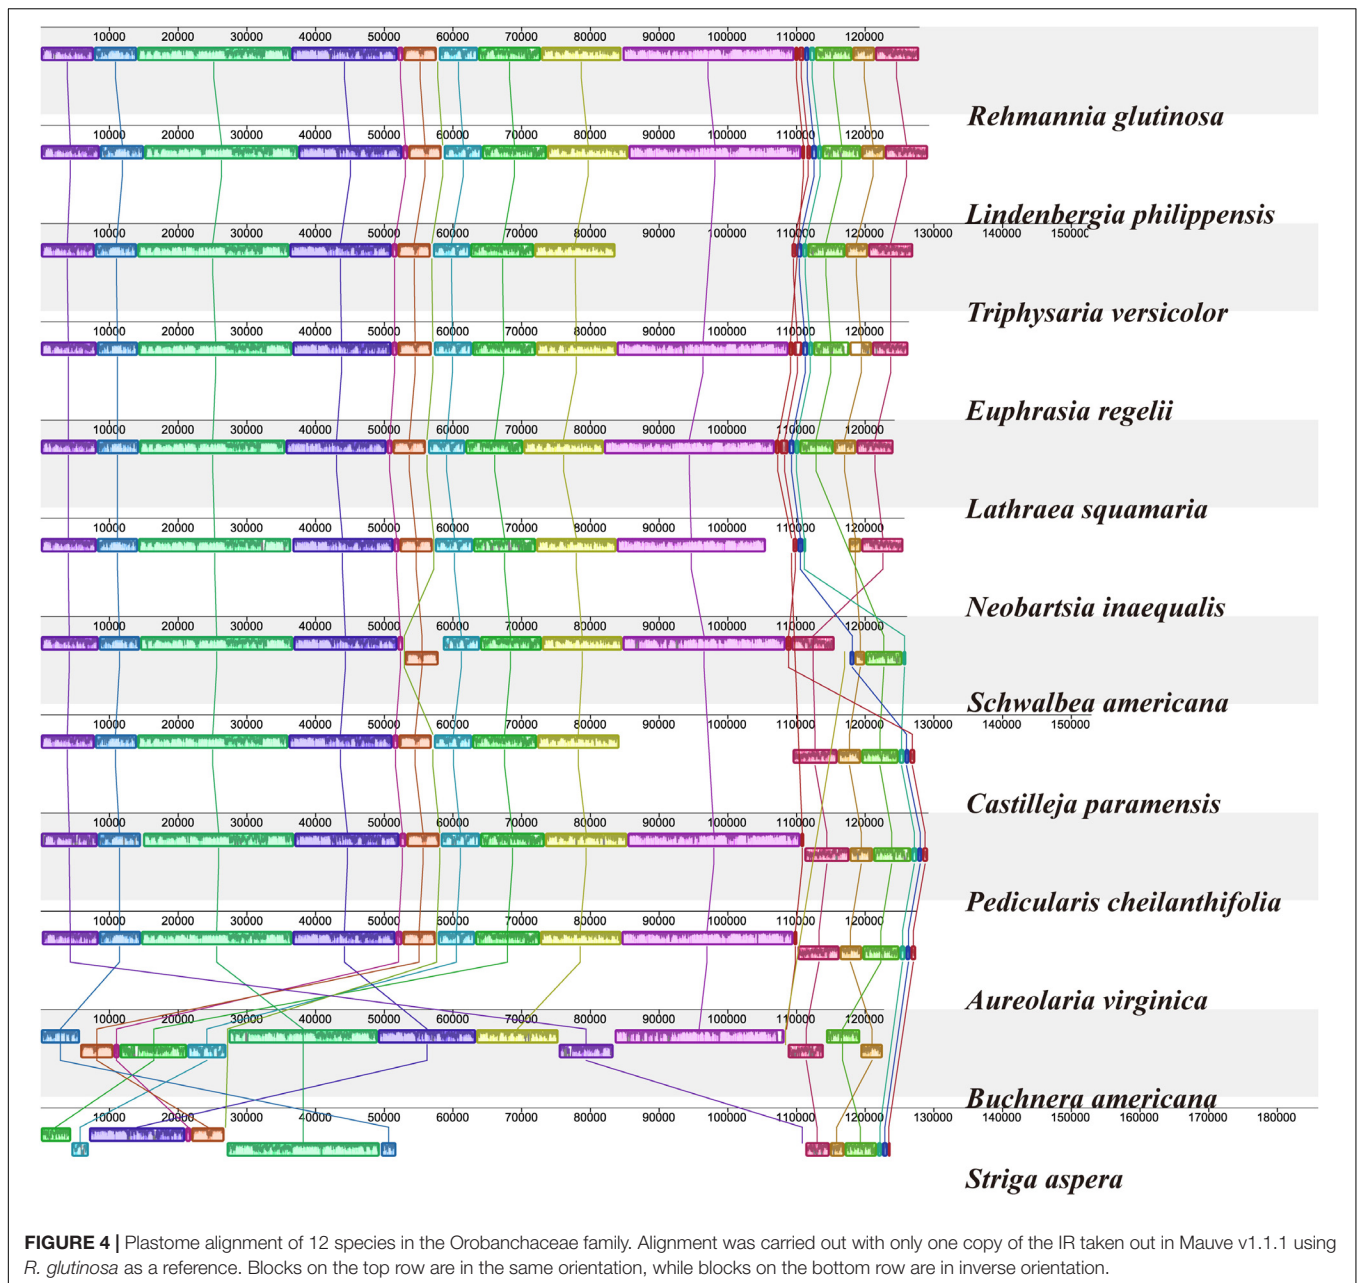 10000 20000 30000 40000 50000 60000 70000 80000 90000 100000 110000 120000
Rehmannia glutinosa
10000 20000 30000 40000 50000 60000 70000 80000 90000 100000 110000 120000
Lindenbergia philippensis
10000 20000 30000 40000 50000 60000 70000 80000 90000 100000 110000 120000 130000 140000 150000
Triphysaria versicolor
10000 20000 30000 40000 50000 60000 70000 80000 90000 100000 110000 120000
Euphrasia regelii
10000 20000 30000 40000 50000 60000 70000 80000 90000 100000 110000 120000
Lathraea squamaria
10000 20000 30000 40000 50000 60000 70000 80000 90000 100000 110000 120000
Neobartsia inaequalis
10000 20000 30000 40000 50000 60000 70000 80000 90000 100000 110000 120000
Schwalbea americana
10000 20000 30000 40000 50000 60000 70000 80000 90000 100000 110000 120000 130000 140000 150000
Castilleja paramensis
10000 20000 30000 40000 50000 60000 70000 80000 90000 100000 110000 120000
Pedicularis cheilanthifolia
10000 20000 30000 40000 50000 60000 70000 80000 90000 100000 110000 120000
Aureolaria virginica
10000 20000 30000 40000 50000 60000 70000 80000 90000 100000 110000 120000
Buchnera americana
10000 20000 30000 40000 50000 60000 70000 80000 90000 100000 110000 120000 130000 140000 150000 160000 170000 180000
Striga aspera
FIGURE 4 | Plastome alignment of 12 species in the Orobanchaceae family. Alignment was carried out with only one copy of the IR taken out in Mauve v1.1.1 using
R. glutinosa as a reference. Blocks on the top row are in the same orientation, while blocks on the bottom row are in inverse orientation.